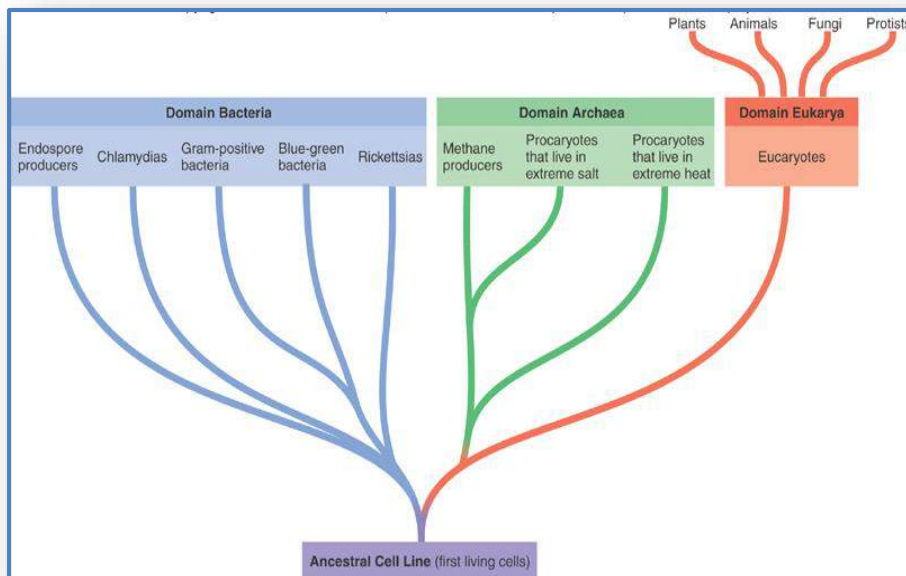 Plants Animals Fungi Protists
Domain Bacteria
Endospore producers
Chlamydias
Gram-positive bacteria
Blue-green bacteria
Rickettsias
Domain Archaea
Methane producers
Procaryotes that live in extreme salt
Procaryotes that live in extreme heat
Domain Eukarya
Eucaryotes
Ancestral Cell Line (first living cells)